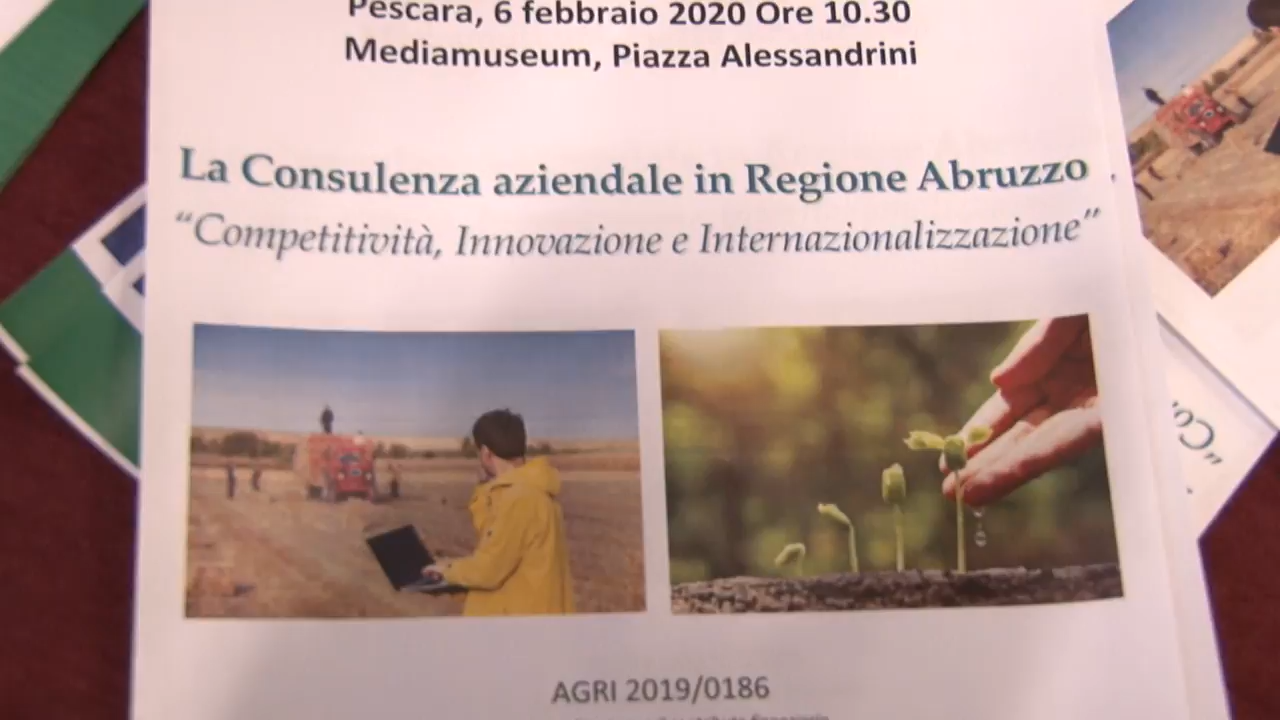 Pescara, 6 febbraio 2020 Ore 10.30
Mediamuseum, Piazza Alessandrini
La Consulenza aziendale in Regione Abruzzo
“Competitività, Innovazione e Internazionalizzazione”
AGRI 2019/0186
"Co